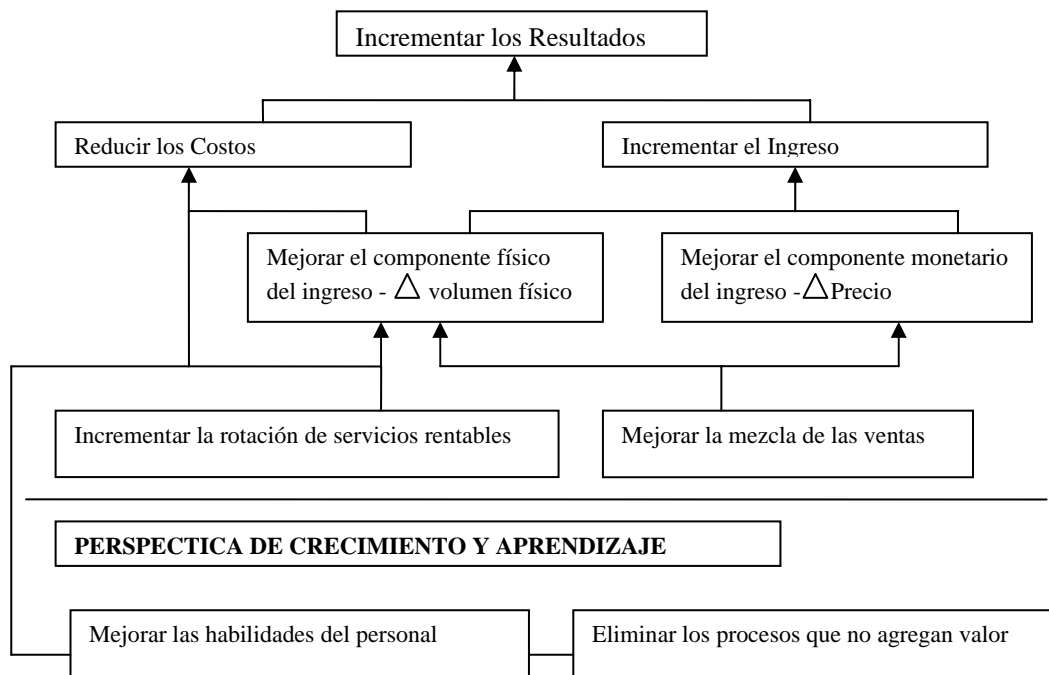 Incrementar los Resultados
Reducir los Costos
Incrementar el Ingreso
Mejorar el componente físico
del ingreso - △ volumen físico
Mejorar el componente monetario
del ingreso -△Precio
Incrementar la rotación de servicios rentables
Mejorar la mezcla de las ventas
PERSPECTICA DE CRECIMIENTO Y APRENDIZAJE
Mejorar las habilidades del personal
Eliminar los procesos que no agregan valor